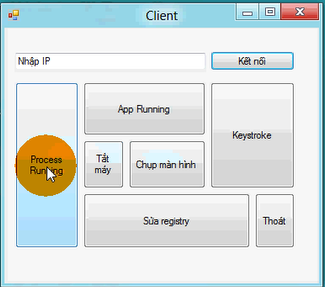 Client
Nhập IP
Kết nối
App Running
Process
Running
Tắt
máy
Chụp màn hình
Keystroke
Sửa registry
Thoát